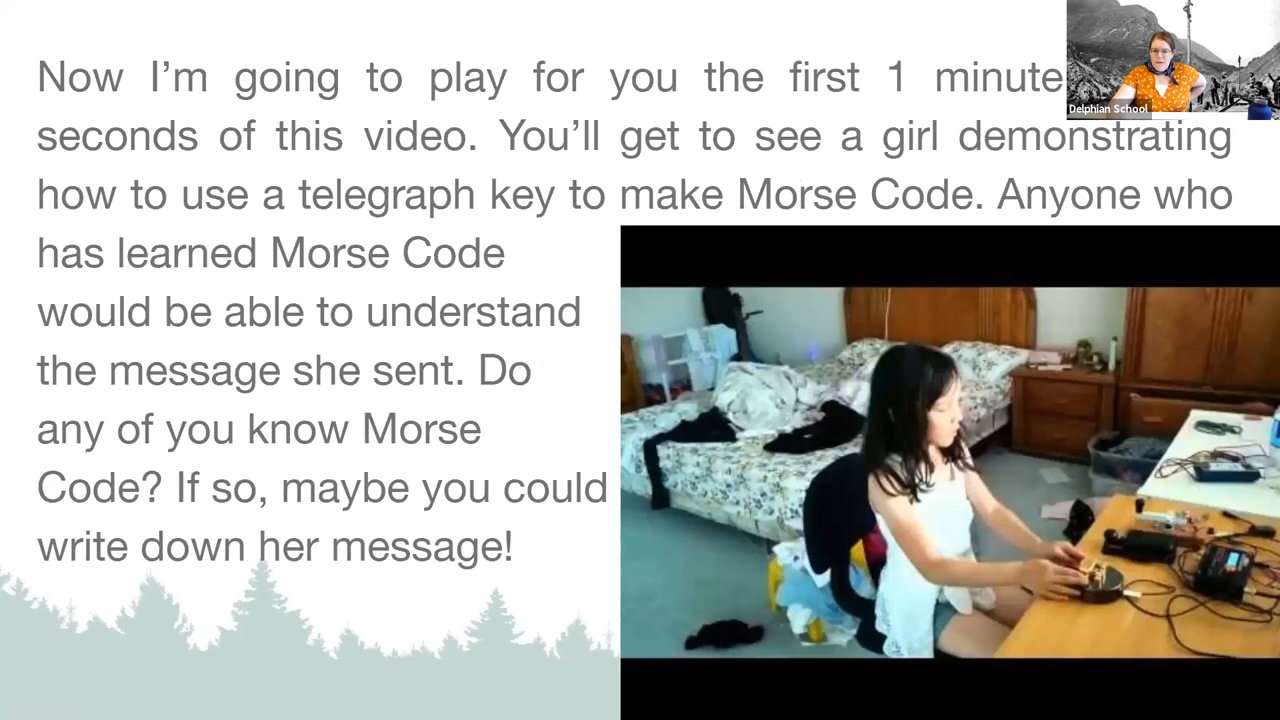 Now I'm going to play for you the first 1 minute
seconds of this video. You'll get to see a girl demonstrating
how to use a telegraph key to make Morse Code. Anyone who
has learned Morse Code
would be able to understand
the message she sent. Do
any of you know Morse
Code? If so, maybe you could
write down her message!
Delphian School